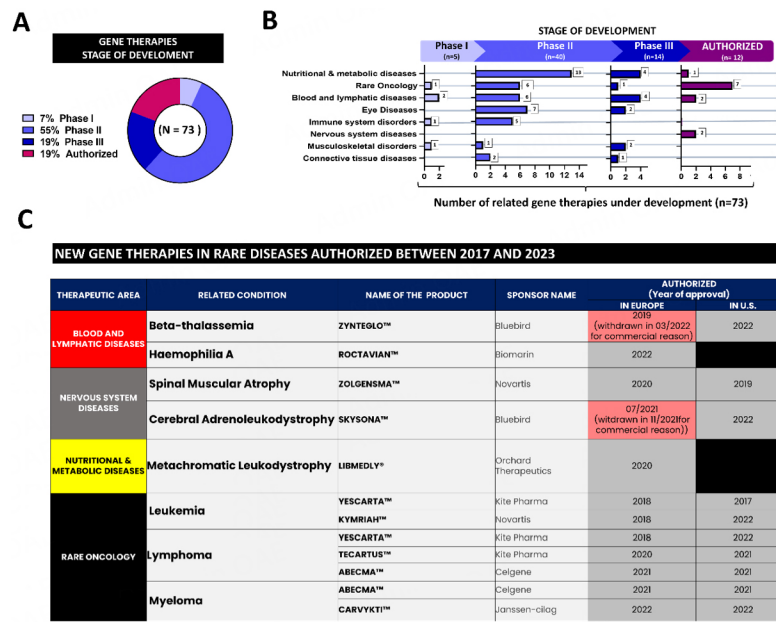 A
GENE THERAPIES
STAGE OF DEVELOMENT
7% Phase I
55% Phase II
19% Phase III
19% Authorized
(N = 73)
B
STAGE OF DEVELOPMENT
Phase I
(n=5)
Phase II
(n=40)
Phase III
(n=14)
AUTHORIZED
(n= 12)
Nutritional & metabolic diseases 13 4 1
Rare Oncology 1 6 1 7
Blood and lymphatic diseases 2 6 4 2
Eye Diseases 7 2
Immune system disorders 1 5
Nervous system diseases 2
Musculoskeletal disorders 1 1 2
Connective tissue diseases 2 1
0 2 0 2 4 6 8 10 12 14 0 2 4 6 0 2 4 6 8
Number of related gene therapies under development (n=73)
C
NEW GENE THERAPIES IN RARE DISEASES AUTHORIZED BETWEEN 2017 AND 2023
THERAPEUTIC AREA
RELATED CONDITION
NAME OF THE PRODUCT
SPONSOR NAME
AUTHORIZED
(Year of approval)
IN EUROPE
IN U.S.
BLOOD AND
LYMPHATIC DISEASES
Beta-thalassemia
ZYNTEGLO™
Bluebird
2019
(withdrawn in 03/2022
for commercial reason)
2022
Haemophilia A
ROCTAVIAN™
Biomarin
2022
NERVOUS SYSTEM
DISEASES
Spinal Muscular Atrophy
ZOLGENSMA™
Novartis
2020
2019
Cerebral Adrenoleukodystrophy
SKYSONA™
Bluebird
07/2021
(witdrawn in 11/2021for
commercial reason))
2022
NUTRITIONAL &
METABOLIC DISEASES
Metachromatic Leukodystrophy
LIBMEDLY®
Orchard
Therapeutics
2020
RARE ONCOLOGY
Leukemia
YESCARTA™
Kite Pharma
2018
2017
KYMRIAH™
Novartis
2018
2022
Lymphoma
YESCARTA™
Kite Pharma
2018
2022
TECARTUS™
Kite Pharma
2020
2021
ABECMA™
Celgene
2021
2021
Myeloma
ABECMA™
Celgene
2021
2021
CARVYKTI™
Janssen-cilag
2022
2022